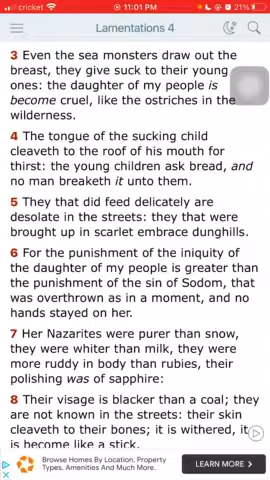 cricket
11:01 PM
21%
Lamentations 4
3 Even the sea monsters draw out the
breast, they give suck to their young
ones: the daughter of my people is
become cruel, like the ostriches in the
wilderness.
4 The tongue of the sucking child
cleaveth to the roof of his mouth for
thirst: the young children ask bread, and
no man breaketh it unto them.
5 They that did feed delicately are
desolate in the streets: they that were
brought up in scarlet embrace dunghills.
6 For the punishment of the iniquity of
the daughter of my people is greater than
the punishment of the sin of Sodom, that
was overthrown as in a moment, and no
hands stayed on her.
7 Her Nazarites were purer than snow,
they were whiter than milk, they were
more ruddy in body than rubies, their
polishing was of sapphire:
8 Their visage is blacker than a coal; they
are not known in the streets: their skin
cleaveth to their bones; it is withered, it
is become like a stick.
Browse Homes By Location, Property
Types, Amenities And Much More.
LEARN MORE >